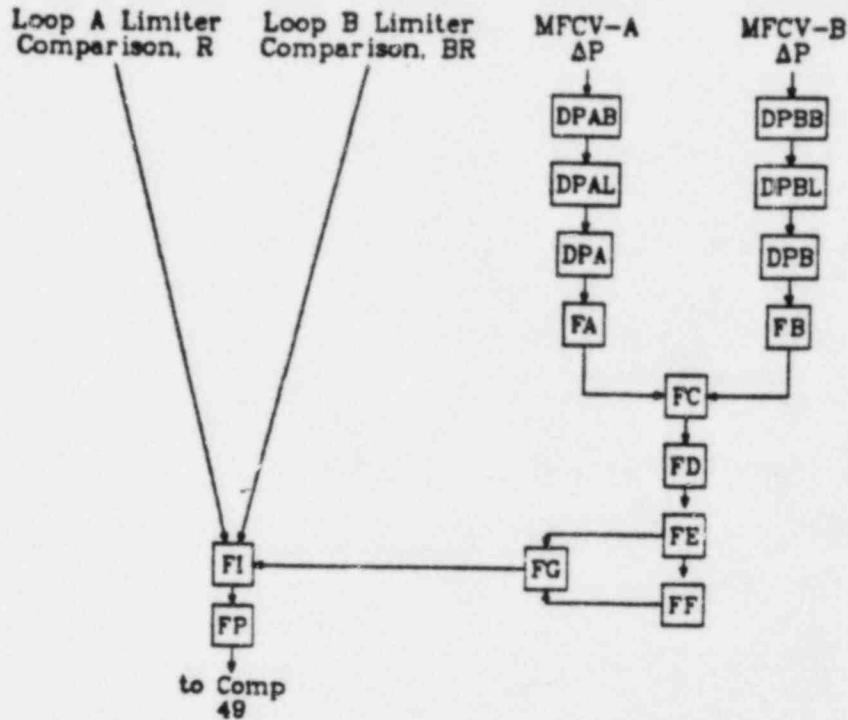 Loop A Limiter
Comparison, R
Loop B Limiter
Comparison, BR
MFCV-A
ΔP
MFCV-B
ΔP
DPAB
DPBB
DPAL
DPBL
DPA
DPB
FA
FB
FC
FD
FE
FI
FG
FF
FP
to Comp
49